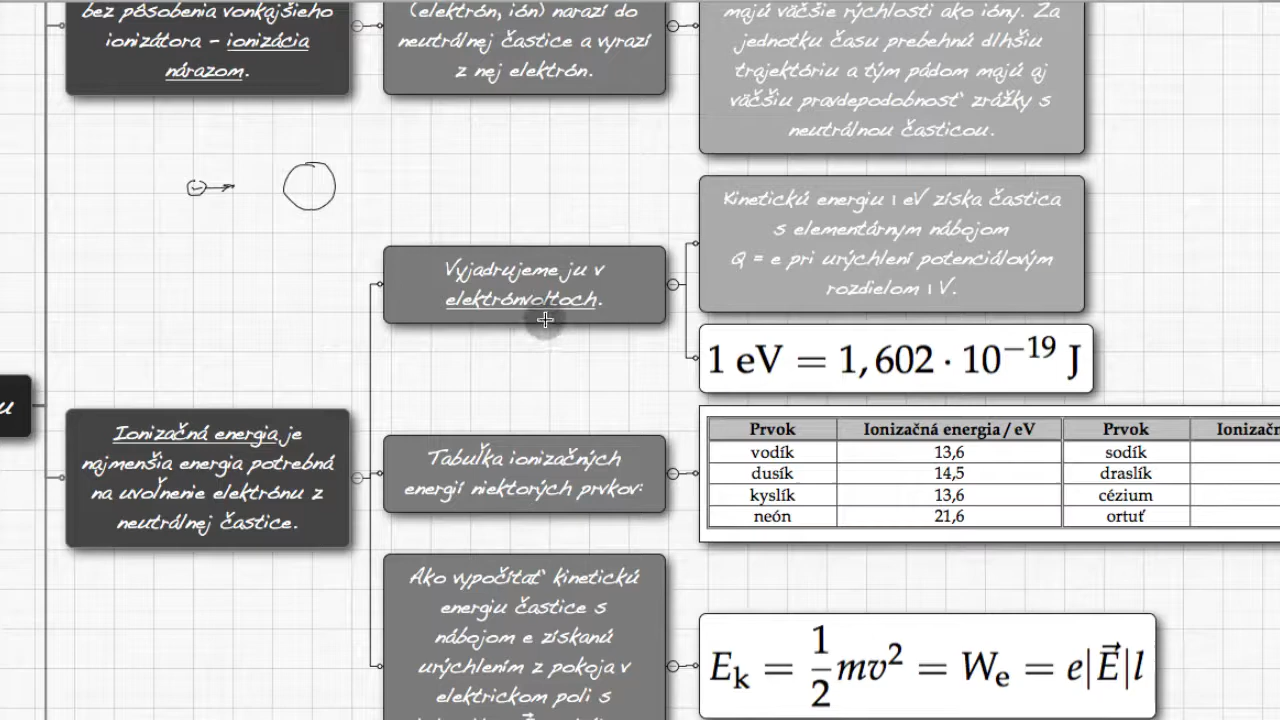 bez pôsobenia vonkajšieho
ionizátora – ionizácia
nárazom.
(elektrón, ión) narazí do
neutrálnej častice a vyrazí
z nej elektrón.
majú väčšie rýchlosti ako ióny. Za
jednotku času prebehnú dlhšiu
trajektóriu a tým pádom majú aj
väčšiu pravdepodobnosť zrážky s
neutrálnou časticou.
Vyjadrujeme ju v
elektrónvoltoch.
Kinetickú energiu 1 eV získa častica
s elementárnym nábojom
Q = e pri urýchlení potenciálovým
rozdielom 1 V.
1 eV = 1,602 · 10⁻¹⁹ J
u
Ionizačná energia je
najmenšia energia potrebná
na uvoľnenie elektrónu z
neutrálnej častice.
Tabuľka ionizačných
energií niektorých prvkov:
Prvok Ionizačná energia / eV Prvok Ionizačn
vodík 13,6 sodík
dusík 14,5 draslík
kyslík 13,6 cézium
neón 21,6 ortuť
Ako vypočítať kinetickú
energiu častice s
nábojom e získanú
urýchlením z pokoja v
elektrickom poli s
E_k = 1/2 mv² = W_e = e|E⃗|l